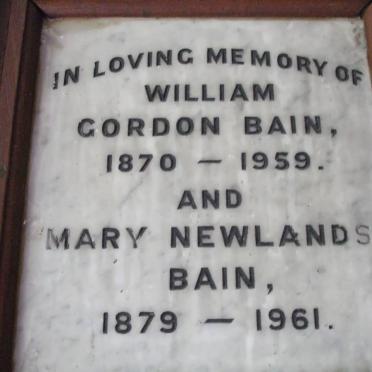 IN LOVING MEMORY OF
WILLIAM
GORDON BAIN,
1870 — 1959.
AND
MARY NEWLANDS
BAIN,
1879 — 1961.